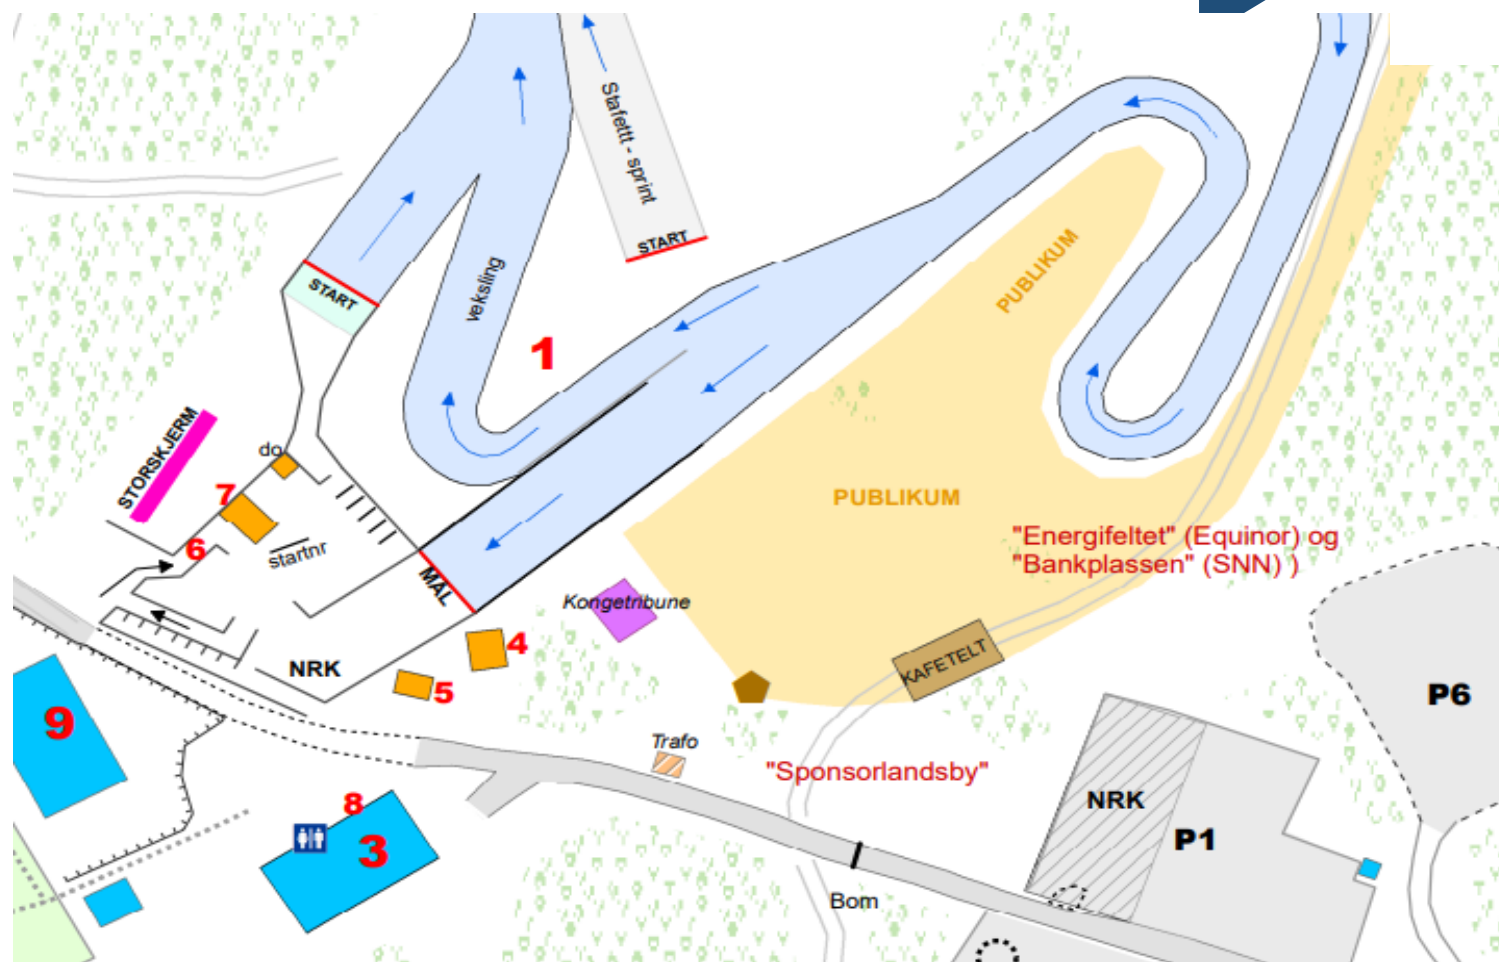 Stafettt - sprint
START
PUBLIKUM
START
veksling
1
STORSKJERM
do
7
PUBLIKUM
"Energifeltet" (Equinor) og
"Bankplassen" (SNN) )
6
startnr
MÅL
Kongetribune
4
KAFETELT
NRK
5
P6
9
Trafo
"Sponsorlandsby"
NRK
8
P1
3
Bom